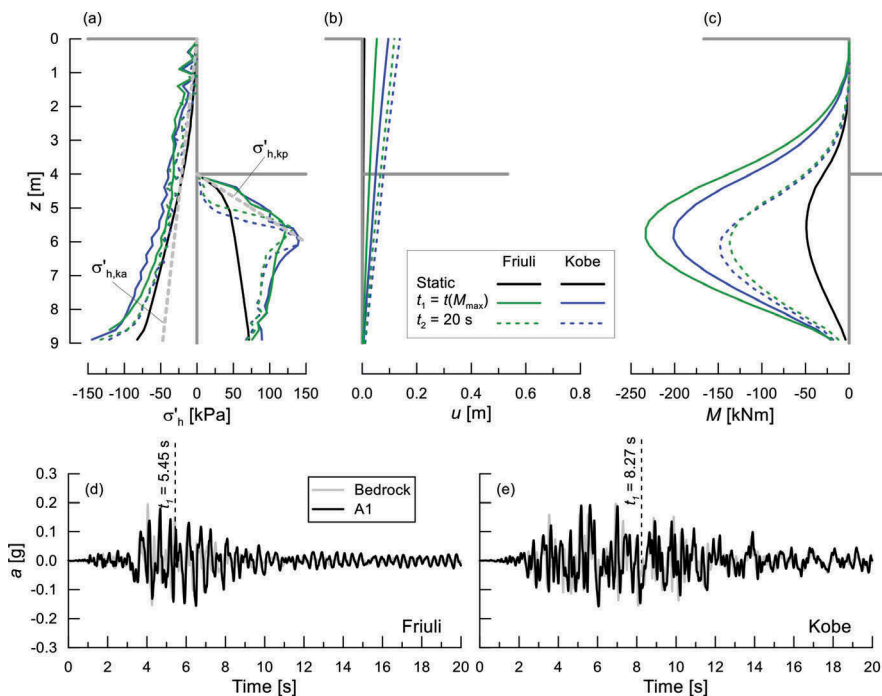 (a)
(b)
(c)
0
1
2
3
4
5
6
7
8
9
z [m]
σ'h,kp
σ'h,ka
-150 -100 -50 0 50 100 150
σ'h [kPa]
0.0 0.2 0.4 0.6 0.8
u [m]
-250 -200 -150 -100 -50 0
M [kNm]
Friuli Kobe
Static
t1 = t(Mmax)
t2 = 20 s
0.3
0.2
0.1
0.0
-0.1
-0.2
-0.3
a [g]
(d)
t1 = 5.45 s
Bedrock
A1
Friuli
0 2 4 6 8 10 12 14 16 18 20
Time [s]
(e)
t1 = 8.27 s
Kobe
0 2 4 6 8 10 12 14 16 18 20
Time [s]